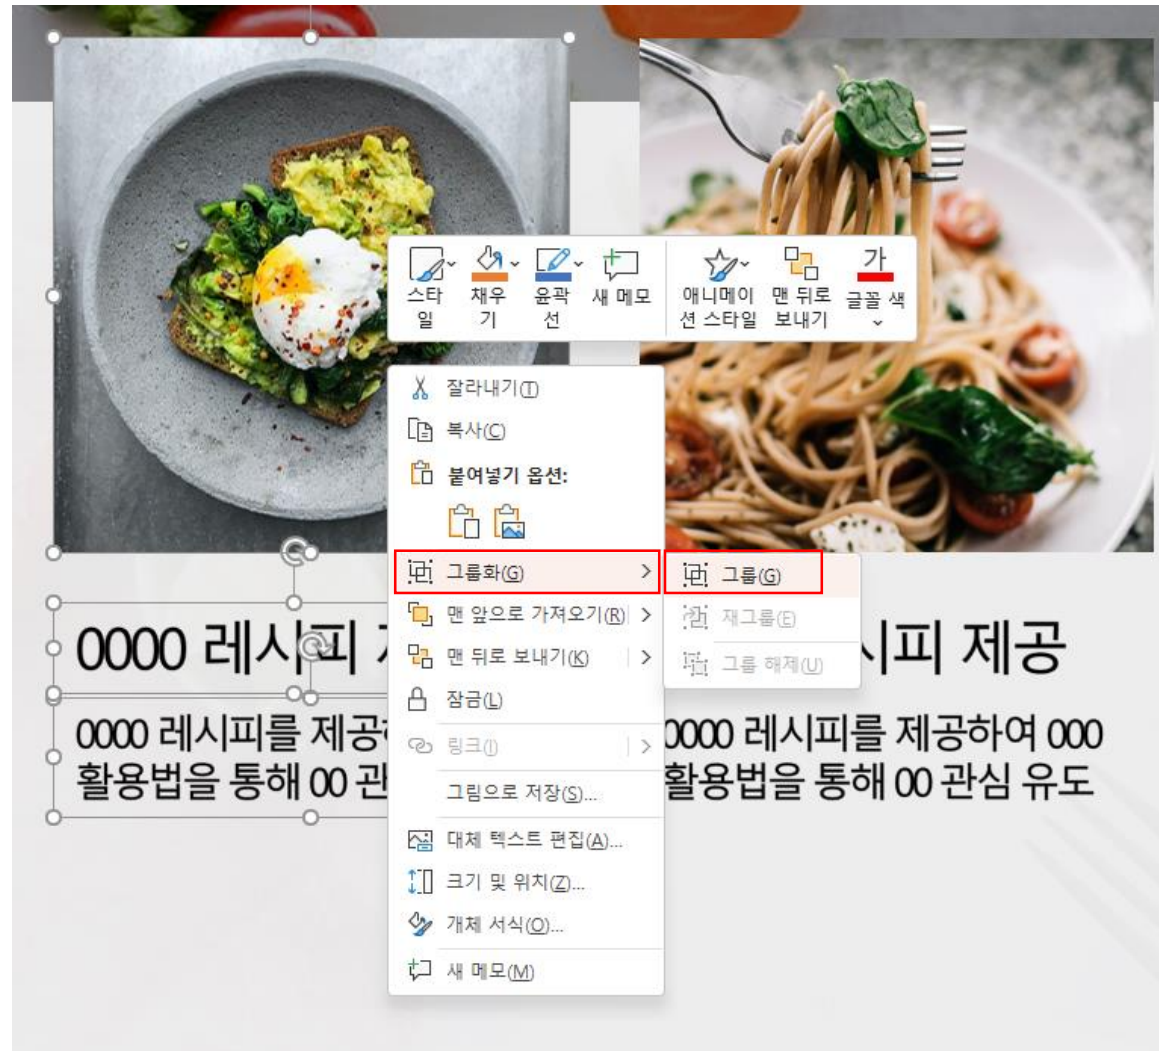 스타일
채우기
윤곽선
새 메모
애니메이션 스타일
맨 뒤로 보내기
가
글꼴 색
잘라내기(T)
복사(C)
붙여넣기 옵션:
그룹화(G)
맨 앞으로 가져오기(R)
맨 뒤로 보내기(K)
잠금(L)
링크(I)
그림으로 저장(S)...
대체 텍스트 편집(A)...
크기 및 위치(Z)...
개체 서식(O)...
새 메모(M)
그룹(G)
재그룹(E)
그룹 해제(U)
0000 레시피
0000 레시피를 제공
활용법을 통해 00 관
시피 제공
0000 레시피를 제공하여 000
활용법을 통해 00 관심 유도